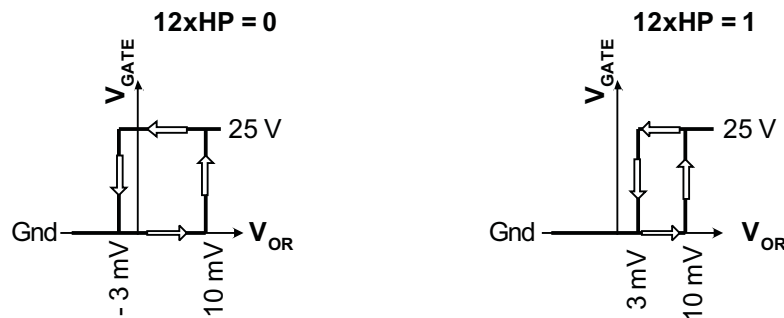 12xHP = 0
V_GATE
25 V
Gnd
V_OR
- 3 mV
10 mV
12xHP = 1
V_GATE
25 V
Gnd
V_OR
3 mV
10 mV